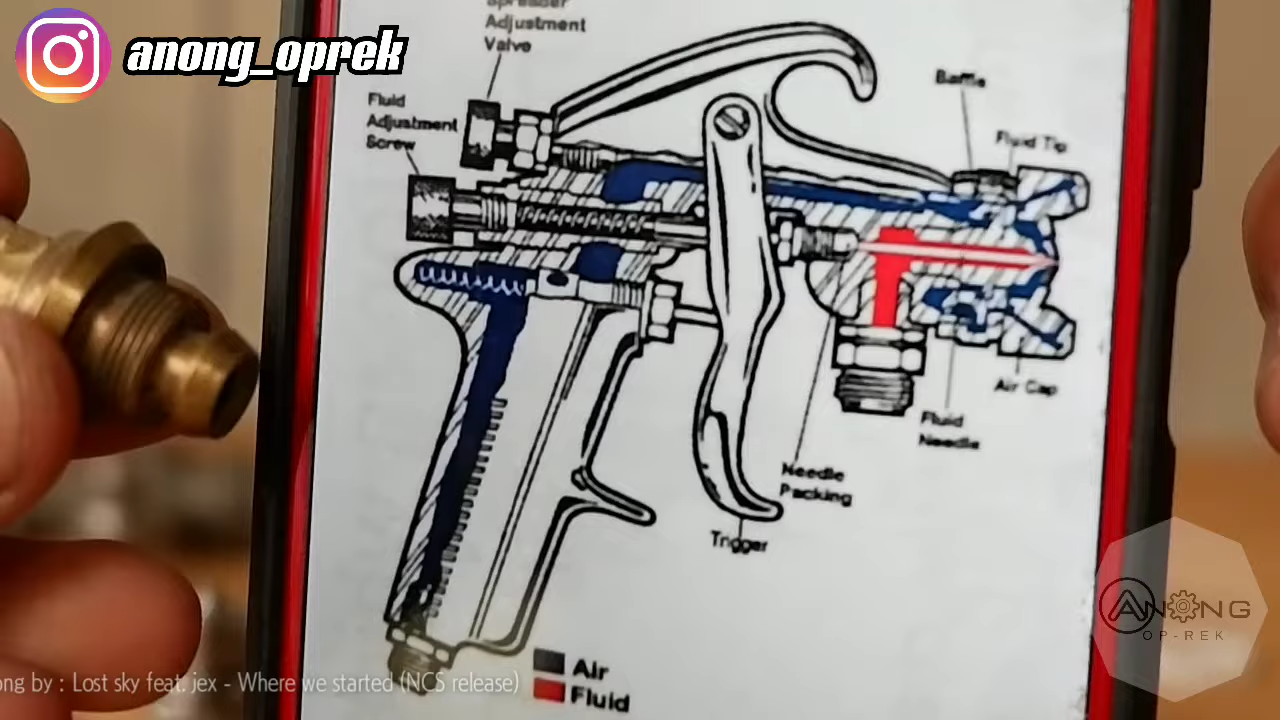 anong_oprek
Spreader
Adjustment
Valve
Fluid
Adjustment
Screw
Baffle
Fluid Tip
Air Cap
Fluid
Needle
Needle
Packing
Trigger
Air
Fluid
ANONG
OP-REK
ong by : Lost sky feat. jex - Where we started (NCS release)